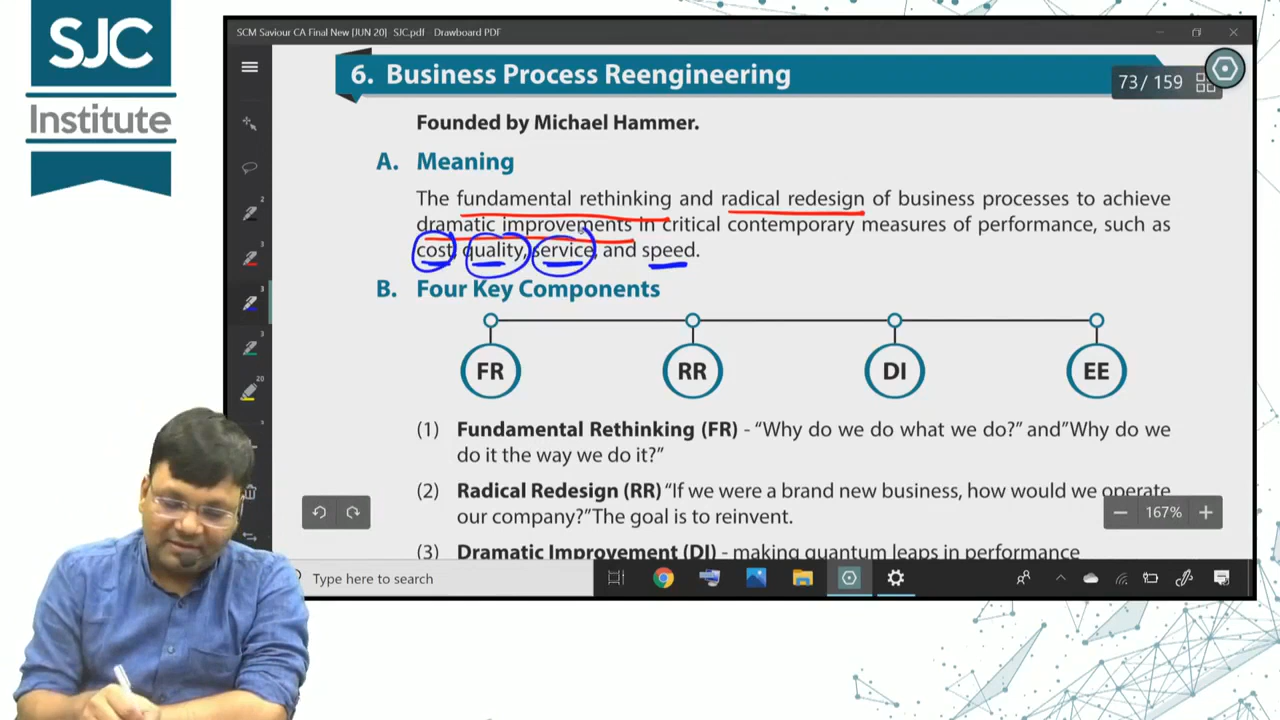 SJC
Institute
SCM Saviour CA Final New [JUN 20] SJC.pdf - Drawboard PDF
6. Business Process Reengineering
73 / 159
Founded by Michael Hammer.
A. Meaning
The fundamental rethinking and radical redesign of business processes to achieve
dramatic improvements in critical contemporary measures of performance, such as
cost, quality, service, and speed.
B. Four Key Components
FR RR DI EE
(1) Fundamental Rethinking (FR) - “Why do we do what we do?” and”Why do we
do it the way we do it?”
(2) Radical Redesign (RR) “If we were a brand new business, how would we operate
our company?”The goal is to reinvent.
167%
(3) Dramatic Improvement (DI) - making quantum leaps in performance
Type here to search
2
3
3
3
20